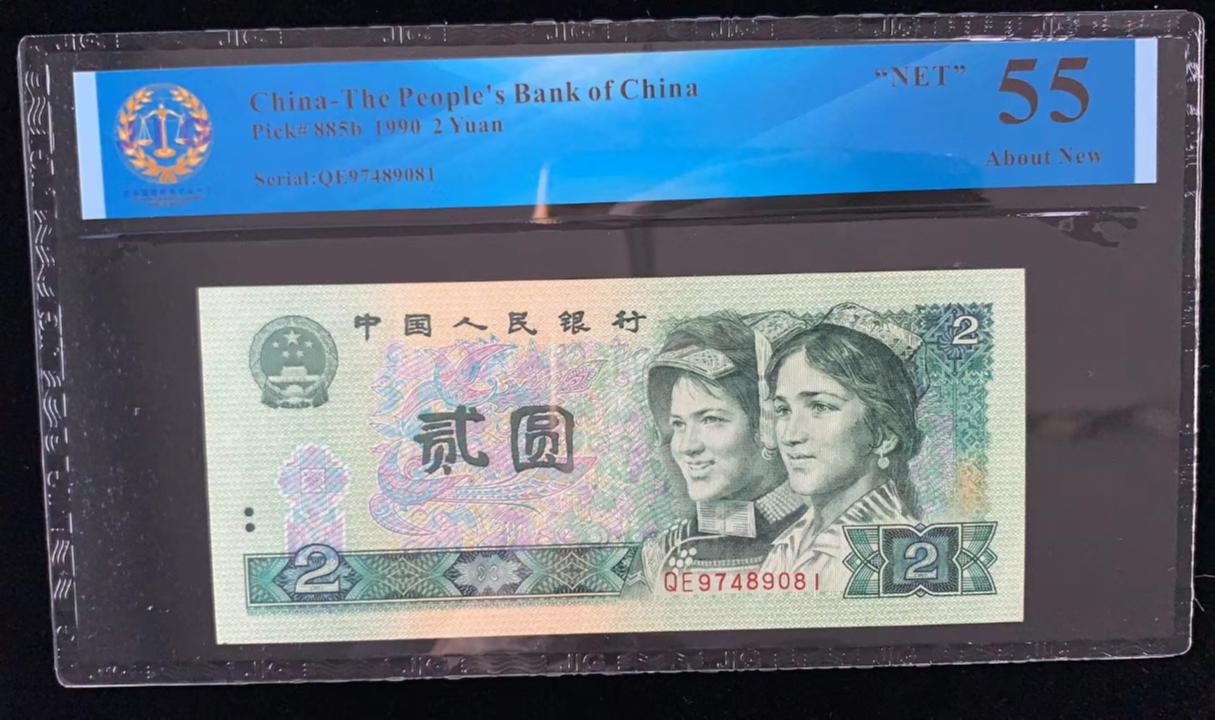 China-The People's Bank of China
"NET"
55
Pick# 885b 1990 2 Yuan
About New
Serial:QE97489081
中国人民银行
2
贰圆
2
2
QE97489081